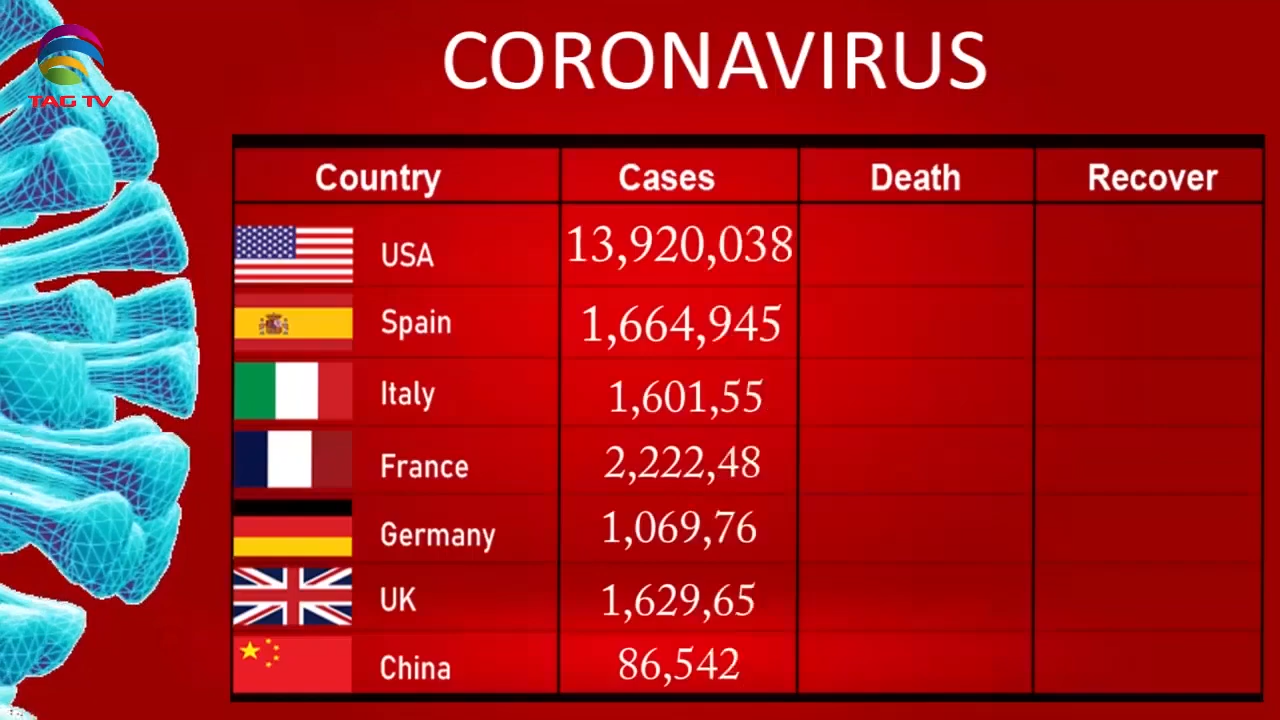 TAG TV
CORONAVIRUS
Country Cases Death Recover
USA 13,920,038
Spain 1,664,945
Italy 1,601,55
France 2,222,48
Germany 1,069,76
UK 1,629,65
China 86,542